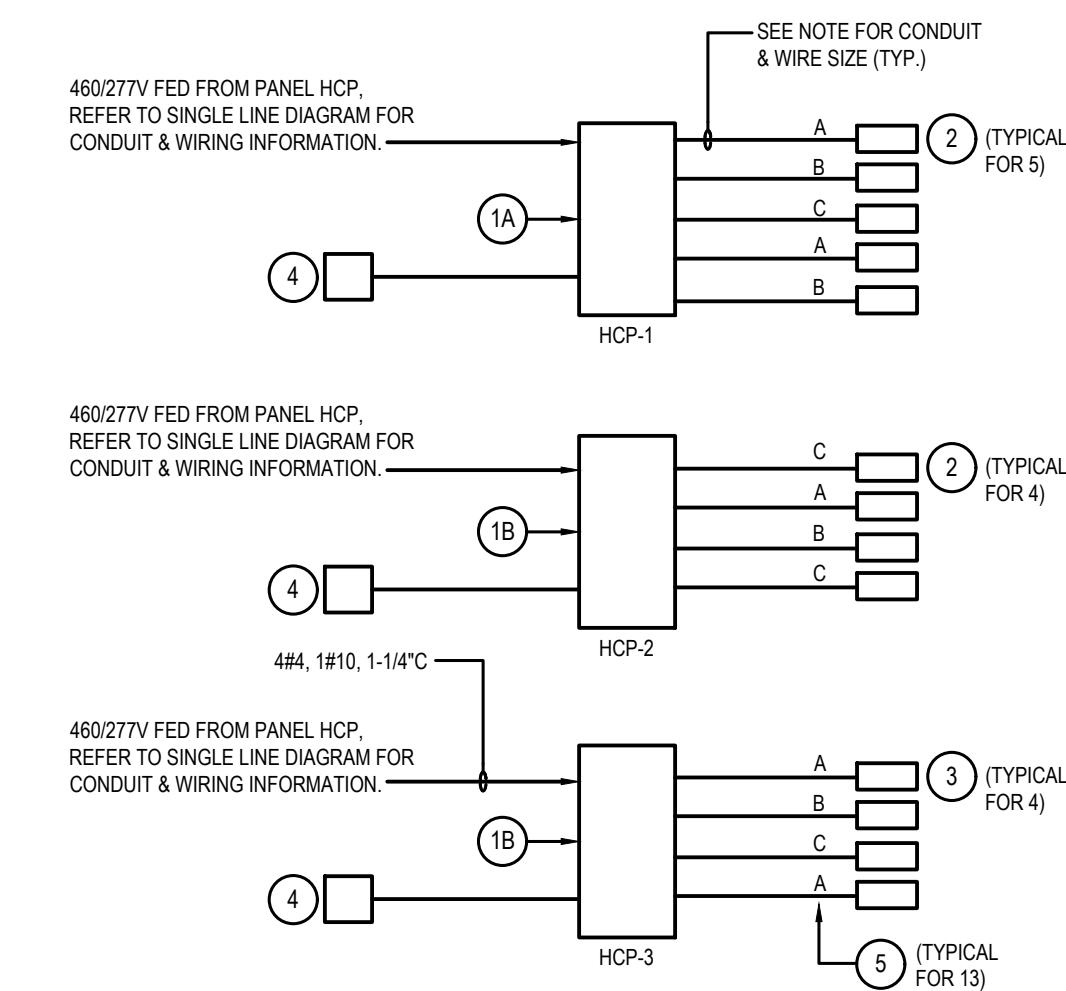 SEE NOTE FOR CONDUIT
& WIRE SIZE (TYP.)
460/277V FED FROM PANEL HCP,
REFER TO SINGLE LINE DIAGRAM FOR
CONDUIT & WIRING INFORMATION.
A
2
(TYPICAL
FOR 5)
B
C
1A
A
4
B
HCP-1
460/277V FED FROM PANEL HCP,
REFER TO SINGLE LINE DIAGRAM FOR
CONDUIT & WIRING INFORMATION.
C
2
(TYPICAL
FOR 4)
A
1B
B
4
C
HCP-2
4#4, 1#10, 1-1/4"C
460/277V FED FROM PANEL HCP,
REFER TO SINGLE LINE DIAGRAM FOR
CONDUIT & WIRING INFORMATION.
A
3
(TYPICAL
FOR 4)
B
1B
C
4
A
HCP-3
5
(TYPICAL
FOR 13)